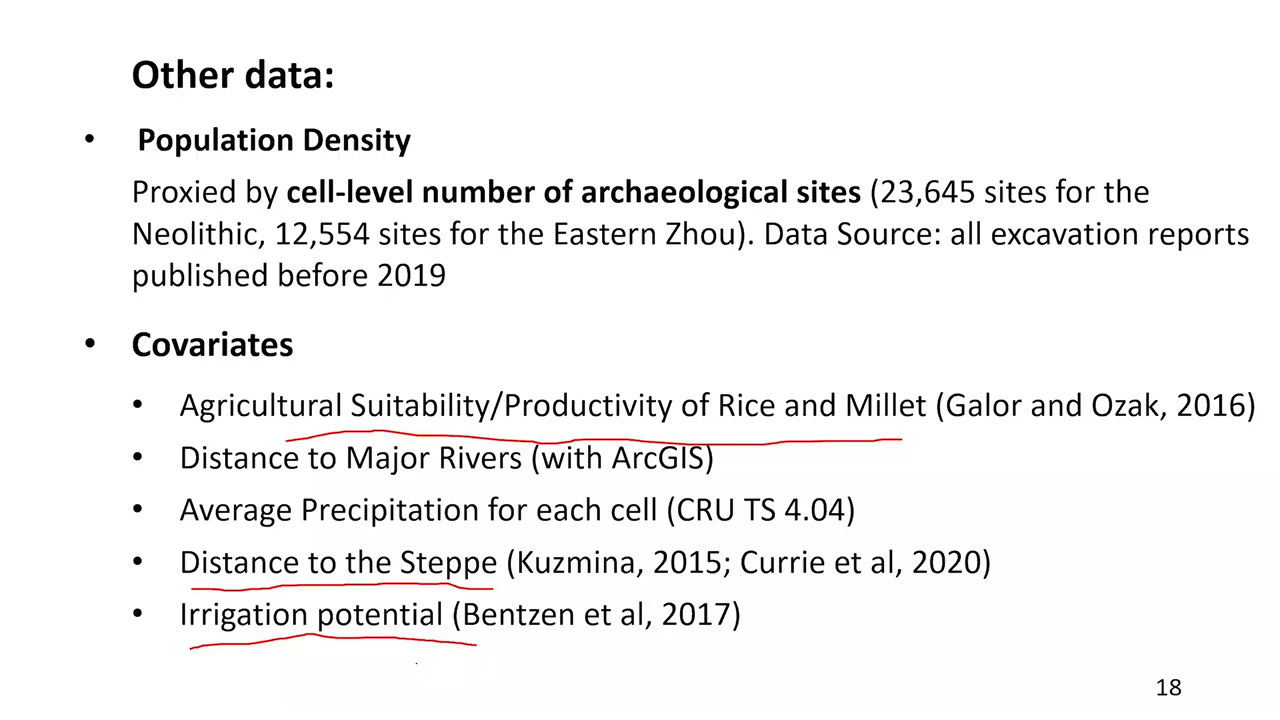 Other data:
• Population Density
Proxied by cell-level number of archaeological sites (23,645 sites for the
Neolithic, 12,554 sites for the Eastern Zhou). Data Source: all excavation reports
published before 2019
• Covariates
• Agricultural Suitability/Productivity of Rice and Millet (Galor and Ozak, 2016)
• Distance to Major Rivers (with ArcGIS)
• Average Precipitation for each cell (CRU TS 4.04)
• Distance to the Steppe (Kuzmina, 2015; Currie et al, 2020)
• Irrigation potential (Bentzen et al, 2017)
18